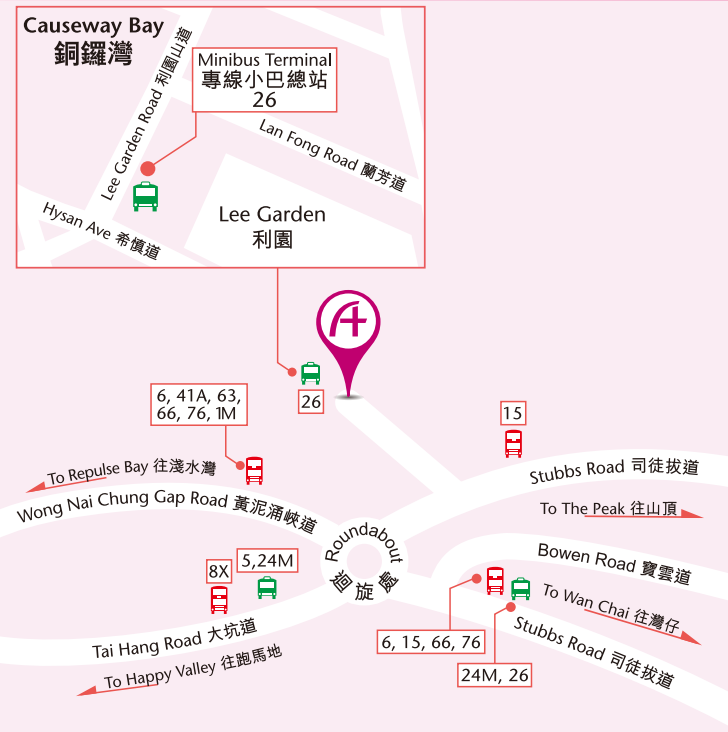 Causeway Bay
銅鑼灣
Minibus Terminal
專線小巴總站
26
Lee Garden Road 利園山道
Lan Fong Road 蘭芳道
Hysan Ave 希慎道
Lee Garden
利園
26
6, 41A, 63,
66, 76, 1M
15
To Repulse Bay 往淺水灣
Wong Nai Chung Gap Road 黃泥涌峽道
Stubbs Road 司徒拔道
To The Peak 往山頂
Roundabout
迴旋處
Bowen Road 寶雲道
8X
5,24M
To Wan Chai 往灣仔
Stubbs Road 司徒拔道
6, 15, 66, 76
24M, 26
Tai Hang Road 大坑道
To Happy Valley 往跑馬地